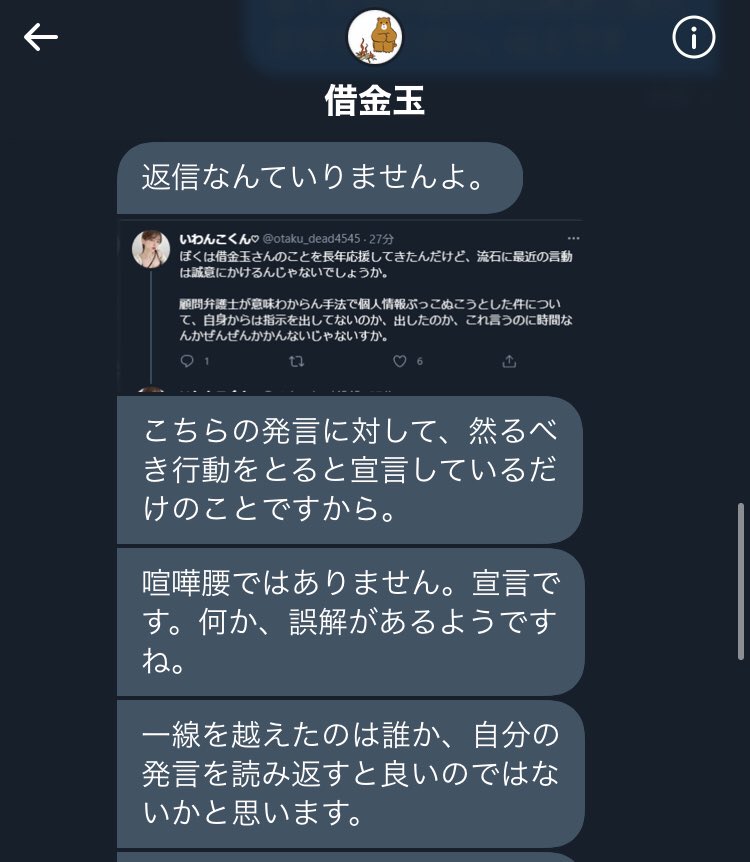 借金玉
返信なんていりませんよ。
いわんこくん♡ @otaku_dead4545・27分
ぼくは借金玉さんのことを長年応援してきたんだけど、流石に最近の言動
は誠意にかけるんじゃないでしょうか。
顧問弁護士が意味わからん手法で個人情報ぶっこぬこうとした件につい
て、自身からは指示を出してないのか、出したのか、これ言うのに時間な
んかぜんぜんかかんないじゃないすか。
1 6
こちらの発言に対して、然るべ
き行動をとると宣言しているだ
けのことですから。
喧嘩腰ではありません。宣言で
す。何か、誤解があるようです
ね。
一線を越えたのは誰か、自分の
発言を読み返すと良いのではな
いかと思います。